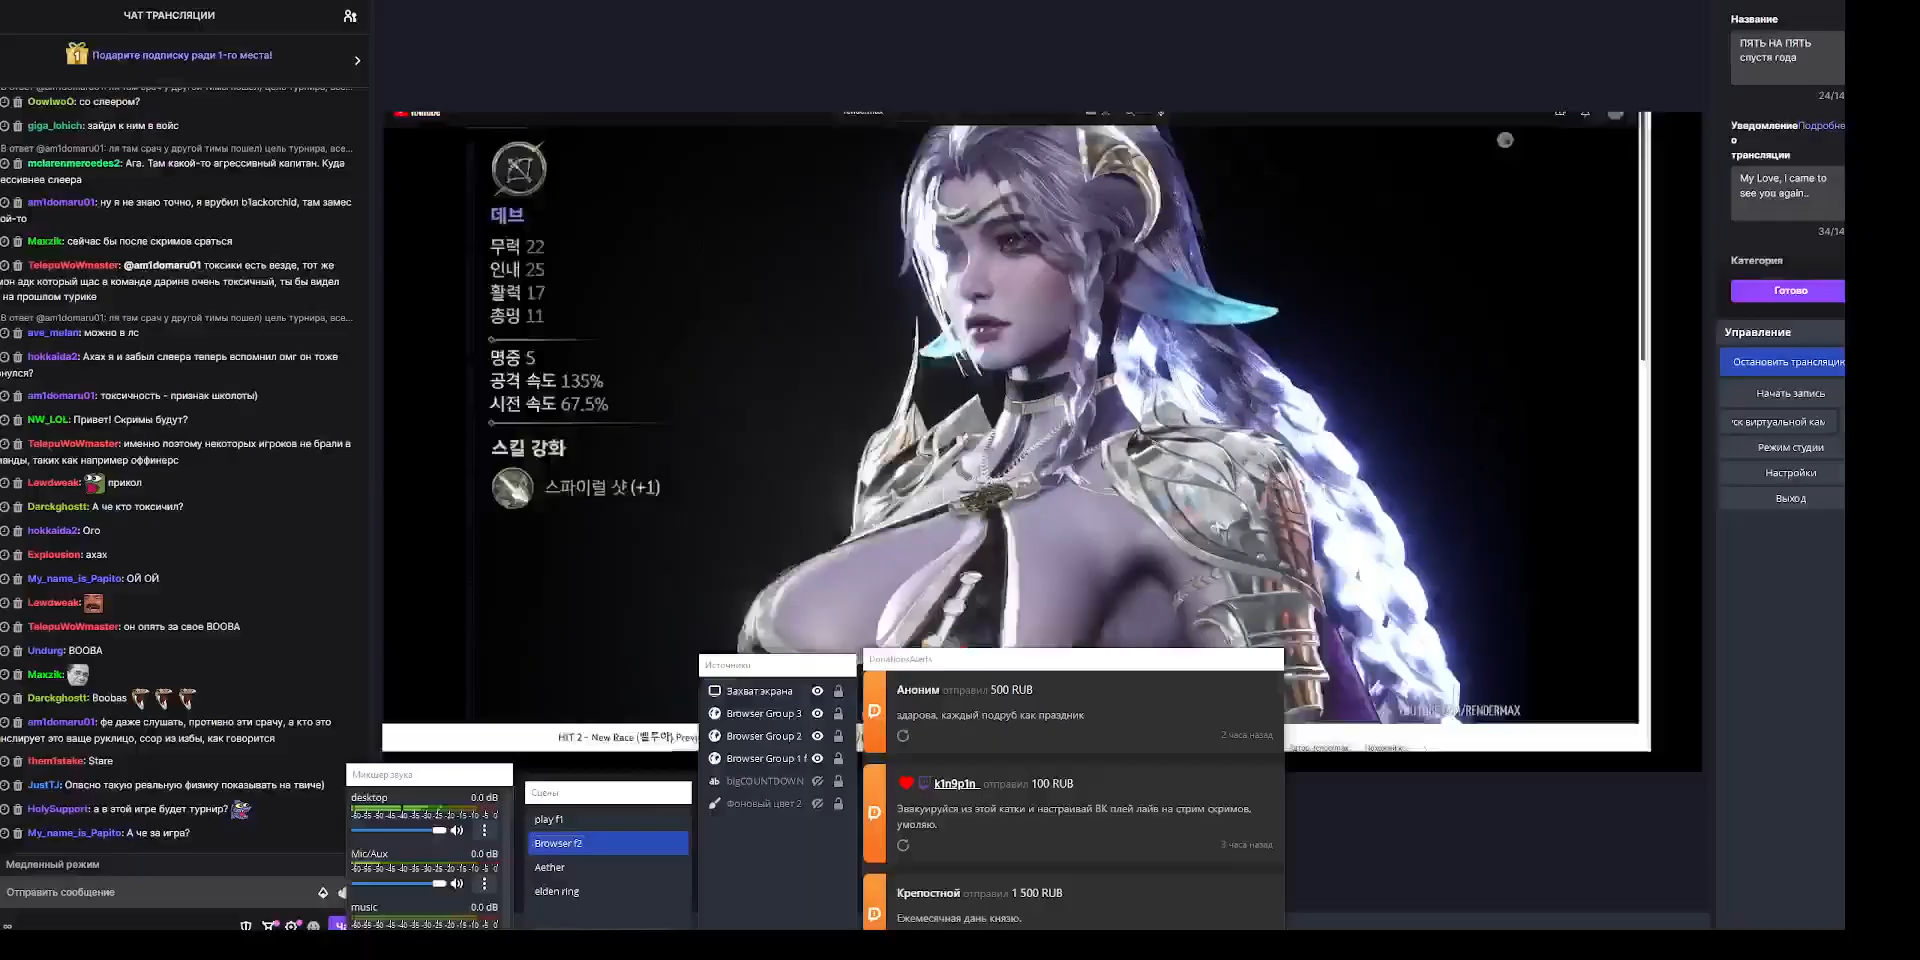 ЧАТ ТРАНСЛЯЦИИ
Подарите подписку ради 1-го места!
OowiwoO: со слеером?
giga_lohich: зайди к ним в войс
В ответ @am1domaru01: ля там срач у другой тимы пошел) цель турнира, все...
mclarenmercedes2: Ага. Там какой-то агрессивный капитан. Куда
ессивнее слеера
am1domaru01: ну я не знаю точно, я врубил b1ackorchid, там замес
ой-то
Maxzik: сейчас бы после скримов сраться
TelepuWoWmaster: @am1domaru01 токсики есть везде, тот же
мон адк который щас в команде дарине очень токсичный, ты бы видел
на прошлом турике
В ответ @am1domaru01: ля там срач у другой тимы пошел) цель турнира, все...
ave_melan: можно в лс
hokkaida2: Ахах я и забыл слеера теперь вспомнил омг он тоже
рнулся?
am1domaru01: токсичность - признак школоты)
NW_LOL: Привет! Скримы будут?
TelepuWoWmaster: именно поэтому некоторых игроков не брали в
анды, таких как например оффинерс
Lewdweak: прикол
Darckghostt: А че кто токсичил?
hokkaida2: Ого
Explousion: ахах
My_name_is_Papito: ОЙ ОЙ
Lewdweak:
TelepuWoWmaster: он опять за свое BOOBA
Undurg: BOOBA
Maxzik:
Darckghostt: Boobas
am1domaru01: фе даже слушать, противно эти срачу, а кто это
анслирует это ваще руклицо, ссор из избы, как говорится
them1stake: Stare
JustTJ: Опасно такую реальную физику показывать на твиче)
HolySupport: а в этой игре будет турнир?
My_name_is_Papito: А че за игра?
Медленный режим
Отправить сообщение
데브
무력 22
인내 25
활력 17
총명 11
명중 5
공격 속도 135%
시전 속도 67.5%
스킬 강화
스파이럴 샷 (+1)
YOUTUBE.COM/RENDERMAX
HIT 2 - New Race
Микшер звука
desktop 0.0 dB
Mic/Aux 0.0 dB
music 0.0 dB
Сцены
play f1
Browser f2
Aether
elden ring
Источники
Захват экрана
Browser Group 3
Browser Group 2
Browser Group 1 f
bigCOUNTDOWN
Фоновый цвет 2
DonationAlerts
Аноним отправил 500 RUB
здарова, каждый подруб как праздник
2 часа назад
k1n9p1n_ отправил 100 RUB
Эвакуируйся из этой катки и настраивай ВК плей лайв на стрим скримов,
умоляю.
3 часа назад
Крепостной отправил 1 500 RUB
Ежемесячная дань князю.
Название
ПЯТЬ НА ПЯТЬ
спустя года
24/14
Уведомление Подробне
о
трансляции
My Love, I came to
see you again..
34/14
Категория
Готово
Управление
Остановить трансляцию
Начать запись
ск виртуальной кам
Режим студии
Настройки
Выход